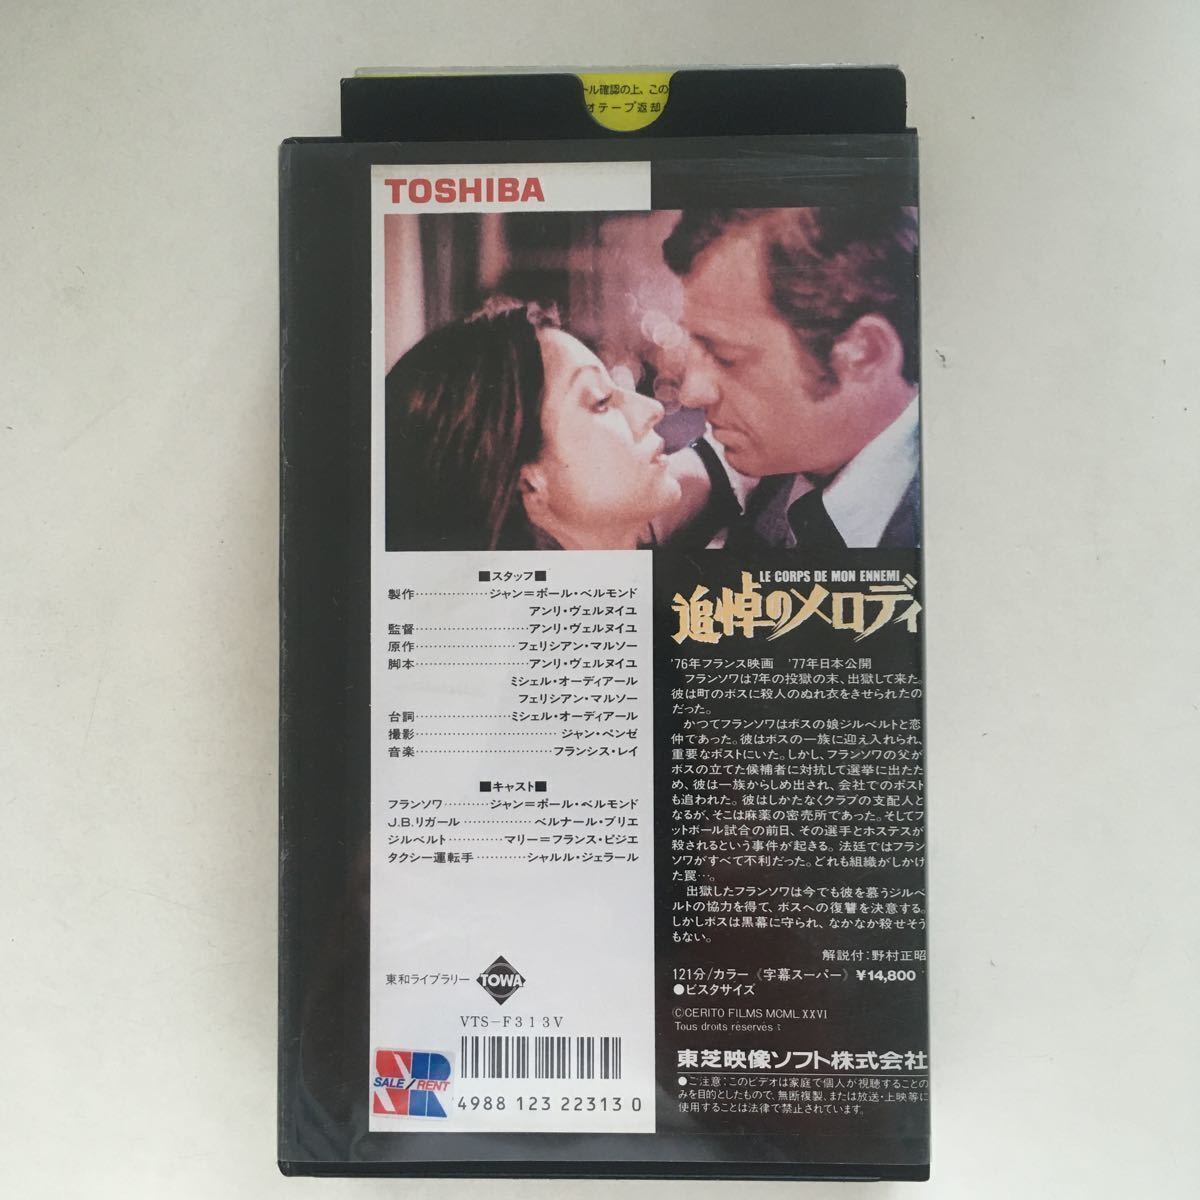 ル確認の上、この
オテープ返却
TOSHIBA
■スタッフ■
製作‥‥‥‥‥‥ジャン＝ポール・ベルモンド
アンリ・ヴェルヌイユ
監督‥‥‥‥‥‥‥‥‥アンリ・ヴェルヌイユ
原作‥‥‥‥‥‥‥‥フェリシアン・マルソー
脚本‥‥‥‥‥‥‥‥‥アンリ・ヴェルヌイユ
ミシェル・オーディアール
フェリシアン・マルソー
台詞‥‥‥‥‥‥‥‥ミシェル・オーディアール
撮影‥‥‥‥‥‥‥‥‥‥‥‥ジャン・ペンゼ
音楽‥‥‥‥‥‥‥‥‥‥‥フランシス・レイ
■キャスト■
フランソワ‥‥‥‥ジャン＝ポール・ベルモンド
J.B.リガール‥‥‥‥‥‥ベルナール・ブリエ
ジルベルト‥‥‥‥マリー＝フランス・ピジエ
タクシー運転手‥‥‥‥シャルル・ジェラール
LE CORPS DE MON ENNEMI
追悼のメロディ
'76年フランス映画 '77年日本公開
フランソワは7年の投獄の末、出獄して来た。
彼は町のボスに殺人のぬれ衣をきせられたの
だった。
かつてフランソワはボスの娘ジルベルトと恋
仲であった。彼はボスの一族に迎え入れられ、
重要なポストにいた。しかし、フランソワの父が
ボスの立てた候補者に対抗して選挙に出たた
め、彼は一族からしめ出され、会社でのポスト
も追われた。彼はしかたなくクラブの支配人と
なるが、そこは麻薬の密売所であった。そしてフ
ットボール試合の前日、その選手とホステスが
殺されるという事件が起きる。法廷ではフラン
ソワがすべて不利だった。どれも組織がしかけ
た罠…。
出獄したフランソワは今でも彼を慕うジルベ
ルトの協力を得て、ボスへの復讐を決意する。
しかしボスは黒幕に守られ、なかなか殺せそう
もない。
解説付：野村正昭
121分/カラー《字幕スーパー》 ¥14,800
●ビスタサイズ
©CERITO FILMS MCML XXVI
Tous droits réservés t
東芝映像ソフト株式会社
●ご注意：このビデオは家庭で個人が視聴することの
みを目的としたもので、無断複製、または放送・上映等に
使用することは法律で禁止されています。
東和ライブラリー TOWA
VTS-F313V
SALE/RENT
4988 123 22313 0